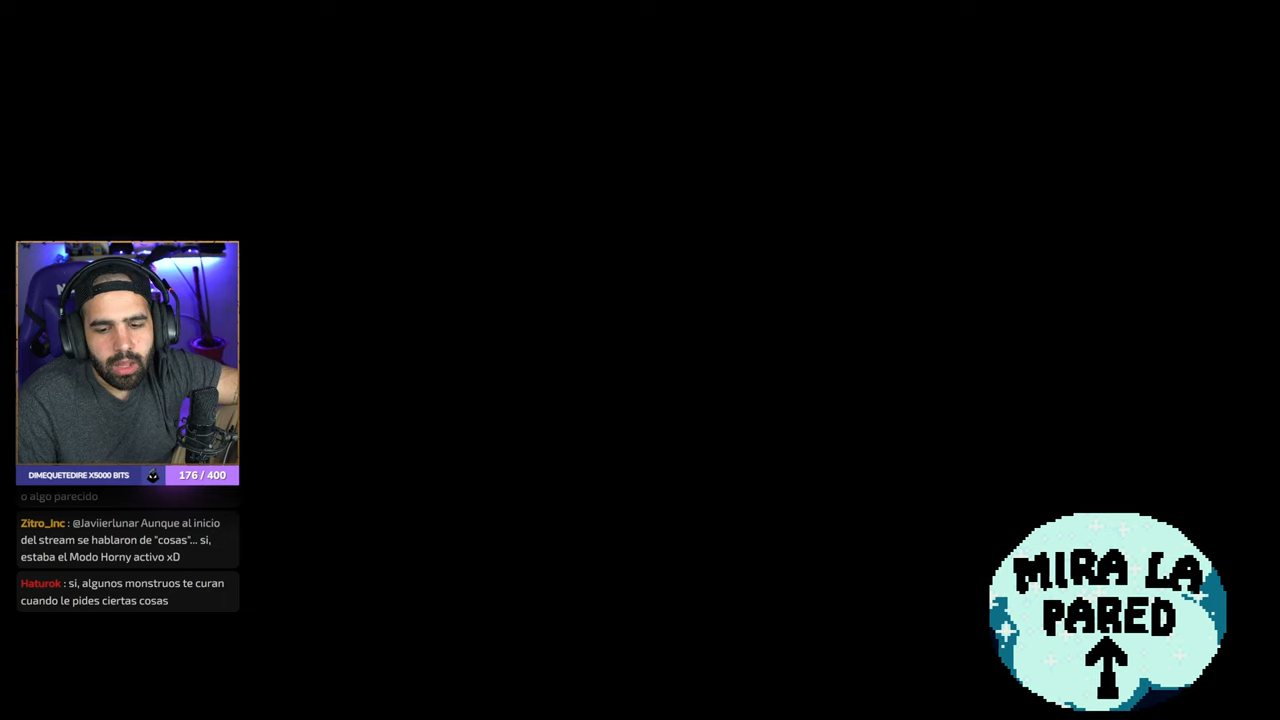 DIMEQUETEDIRE X5000 BITS 176 / 400
o algo parecido
Zitro_inc : @Javiierlunar Aunque al inicio
del stream se hablaron de "cosas"... si,
estaba el Modo Horny activo xD
Haturok : si, algunos monstruos te curan
cuando le pides ciertas cosas
MIRA LA
PARED